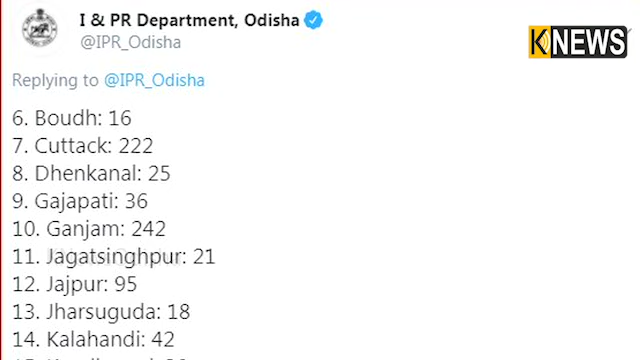 I & PR Department, Odisha
@IPR_Odisha
KNEWS
Replying to @IPR_Odisha
6. Boudh: 16
7. Cuttack: 222
8. Dhenkanal: 25
9. Gajapati: 36
10. Ganjam: 242
11. Jagatsinghpur: 21
12. Jajpur: 95
13. Jharsuguda: 18
14. Kalahandi: 42